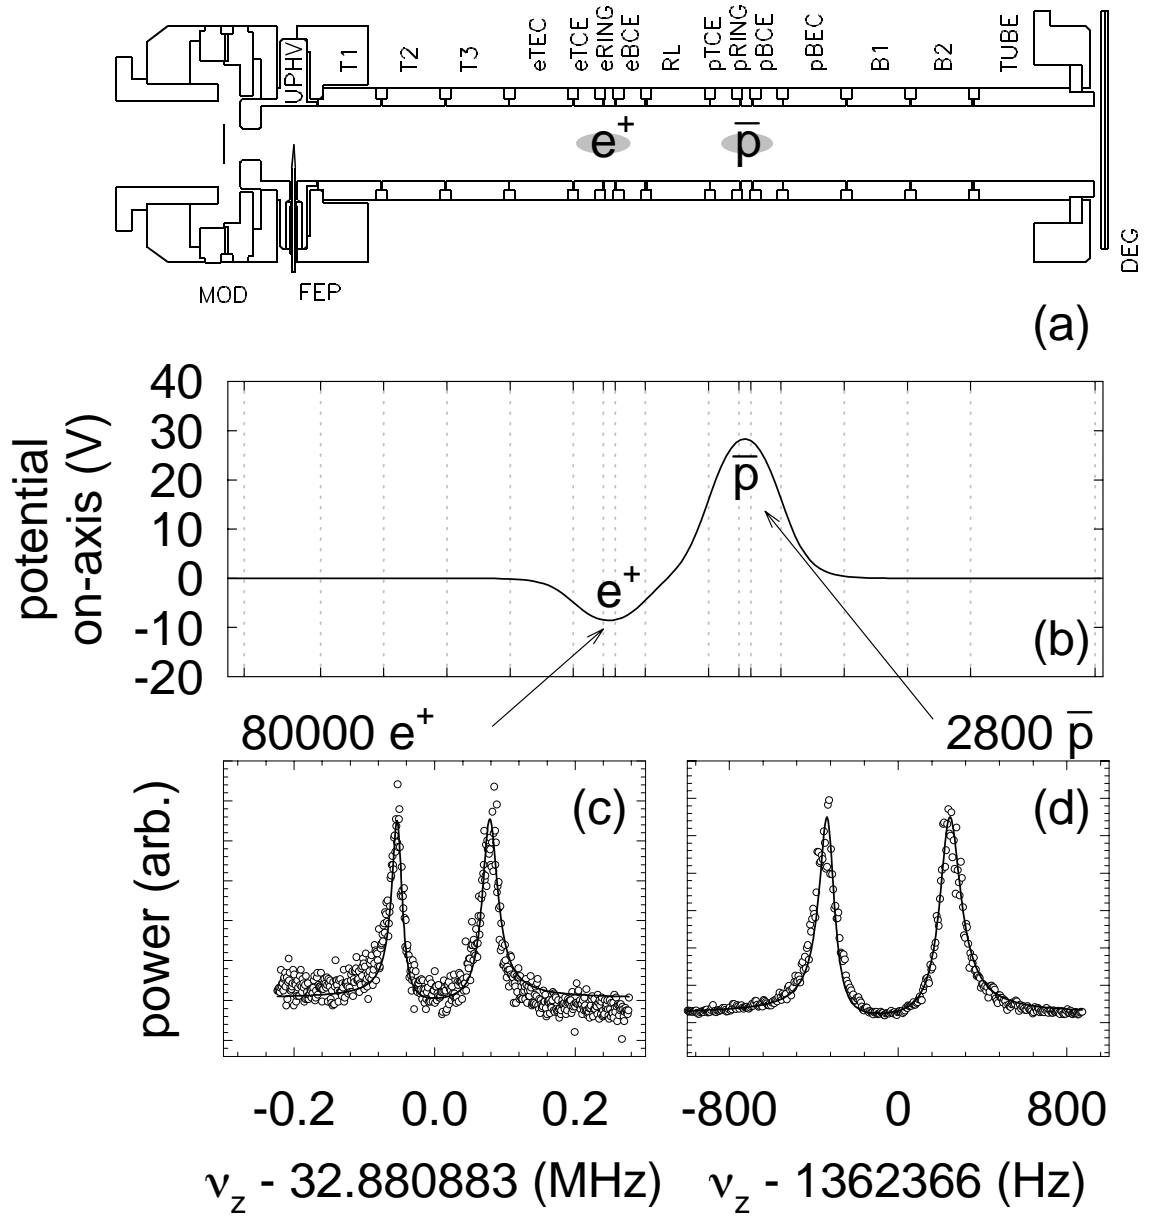 UPHV
T1
T2
T3
eTEC
eTCE
eRING
eBCE
RL
pTCE
pRING
pBCE
pBEC
B1
B2
TUBE
e⁺
p̅
MOD
FEP
DEG
(a)
40
30
20
10
0
-10
-20
potential
on-axis (V)
p̅
e⁺
(b)
80000 e⁺
2800 p̅
power (arb.)
(c)
(d)
-0.2 0.0 0.2
-800 0 800
ν_z - 32.880883 (MHz)
ν_z - 1362366 (Hz)